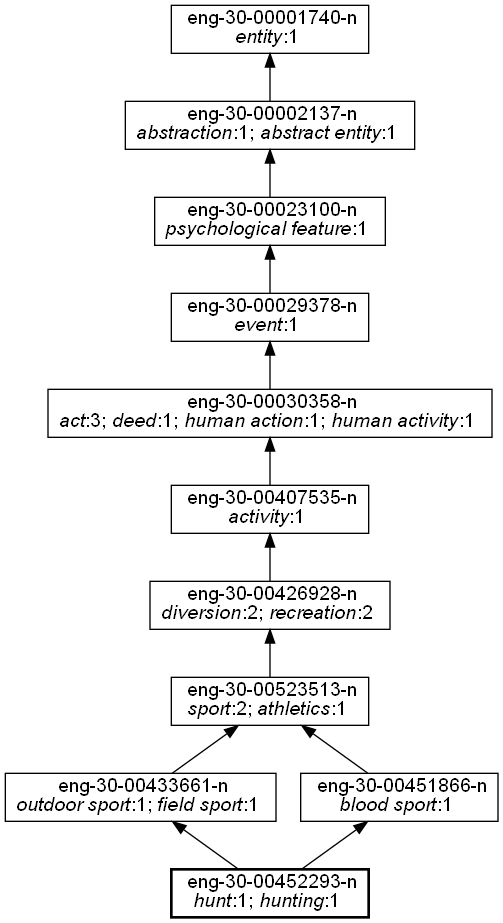 eng-30-00001740-n
entity:1
eng-30-00002137-n
abstraction:1; abstract entity:1
eng-30-00023100-n
psychological feature:1
eng-30-00029378-n
event:1
eng-30-00030358-n
act:3; deed:1; human action:1; human activity:1
eng-30-00407535-n
activity:1
eng-30-00426928-n
diversion:2; recreation:2
eng-30-00523513-n
sport:2; athletics:1
eng-30-00433661-n
outdoor sport:1; field sport:1
eng-30-00451866-n
blood sport:1
eng-30-00452293-n
hunt:1; hunting:1